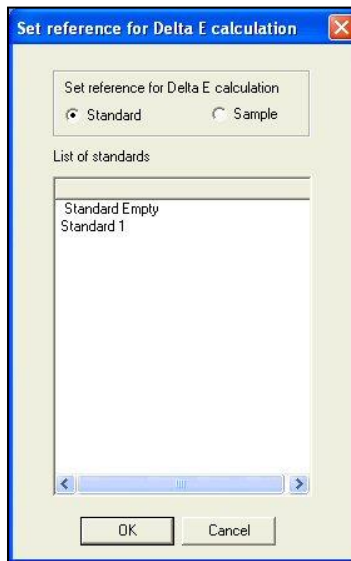 Set reference for Delta E calculation
Set reference for Delta E calculation
Standard
Sample
List of standards
Standard Empty
Standard 1
OK
Cancel